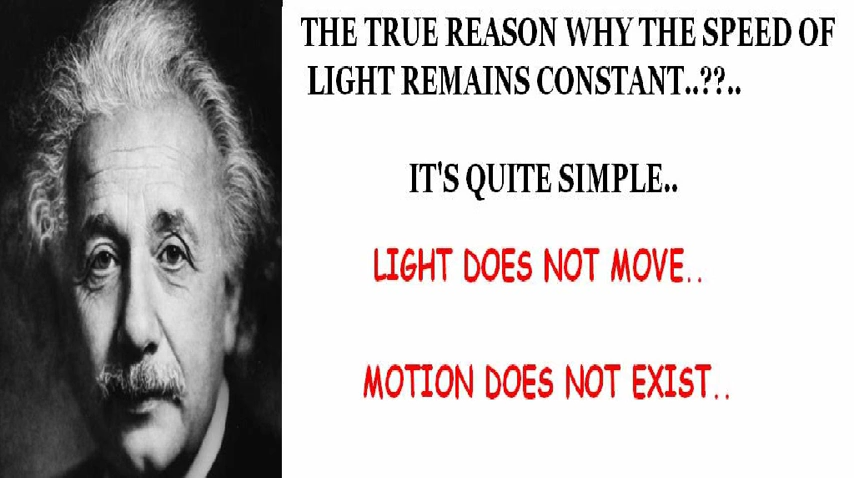 THE TRUE REASON WHY THE SPEED OF
LIGHT REMAINS CONSTANT..??..
IT'S QUITE SIMPLE..
LIGHT DOES NOT MOVE..
MOTION DOES NOT EXIST..